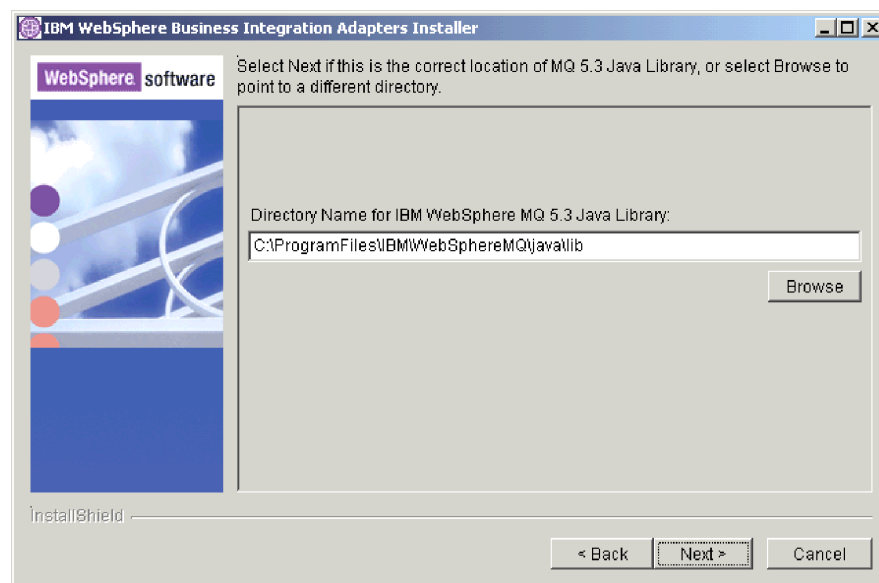 IBM WebSphere Business Integration Adapters Installer
WebSphere. software
Select Next if this is the correct location of MQ 5.3 Java Library, or select Browse to
point to a different directory.
Directory Name for IBM WebSphere MQ 5.3 Java Library:
C:\ProgramFiles\IBM\WebSphereMQ\java\lib
Browse
InstallShield
< Back
Next >
Cancel